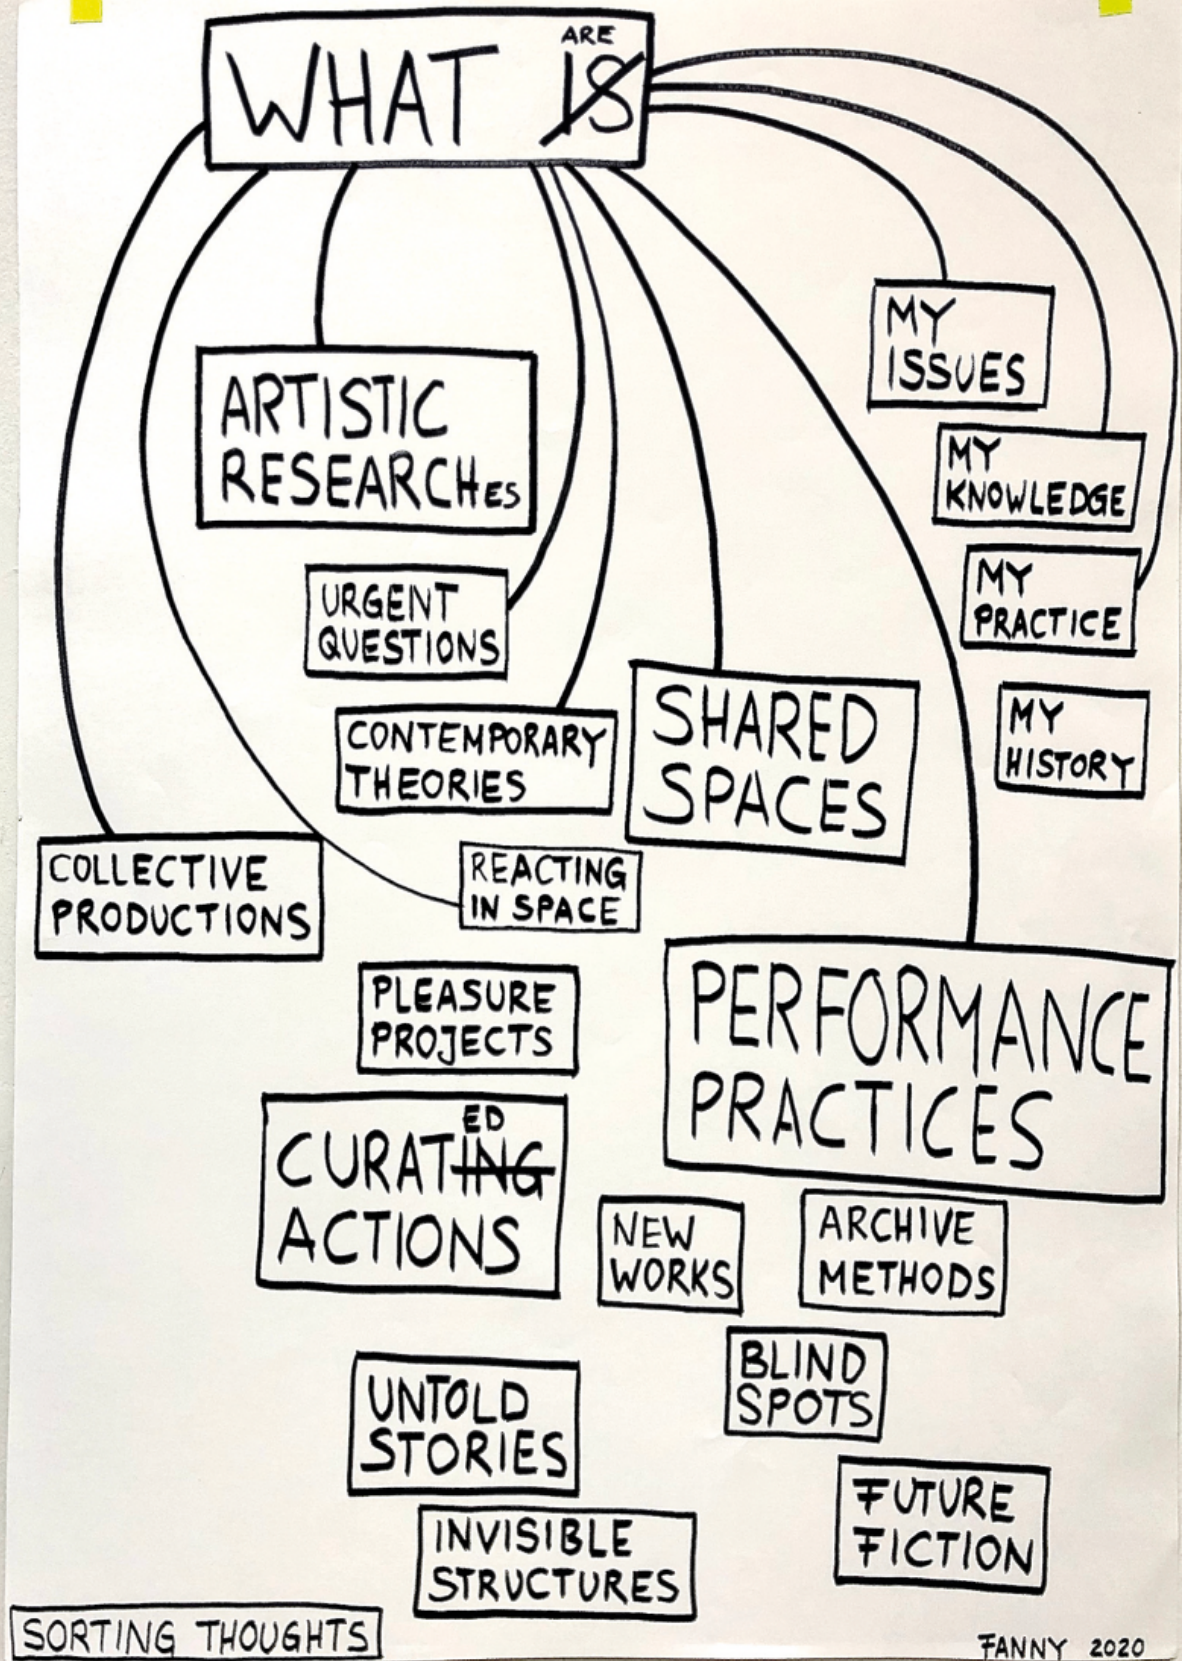 ARE
WHAT IS
ARTISTIC
RESEARCHES
URGENT
QUESTIONS
CONTEMPORARY
THEORIES
SHARED
SPACES
MY
ISSUES
MY
KNOWLEDGE
MY
PRACTICE
MY
HISTORY
COLLECTIVE
PRODUCTIONS
REACTING
IN SPACE
PLEASURE
PROJECTS
PERFORMANCE
PRACTICES
ED
CURATING
ACTIONS
NEW
WORKS
ARCHIVE
METHODS
BLIND
SPOTS
UNTOLD
STORIES
FUTURE
FICTION
INVISIBLE
STRUCTURES
SORTING THOUGHTS
FANNY 2020